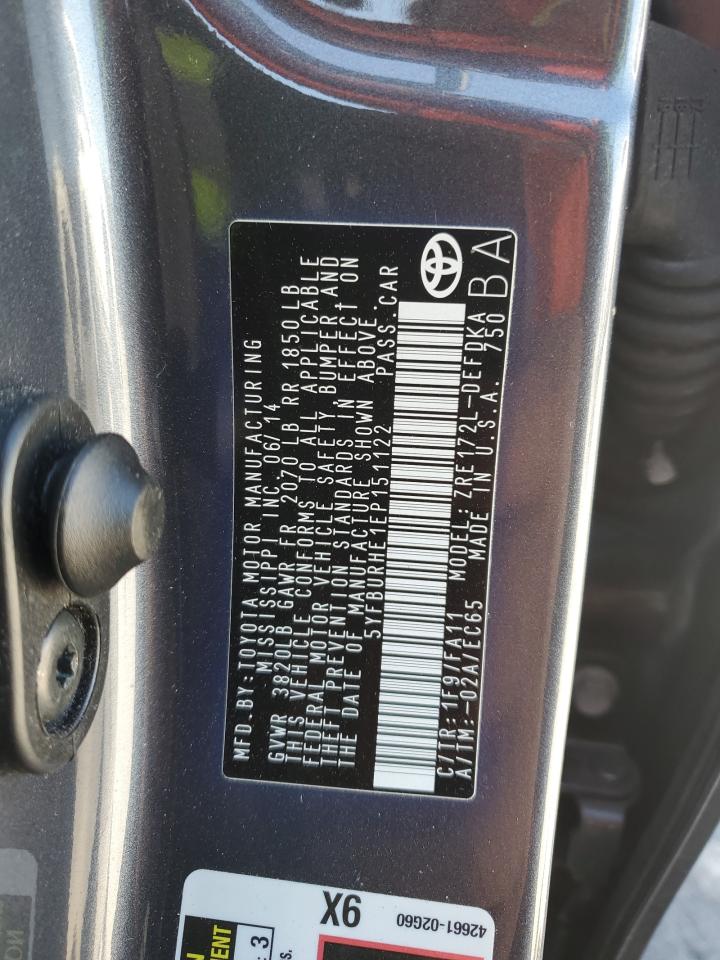 MFD.BY:TOYOTA MOTOR MANUFACTURING
MISSISSIPPI INC. 06/14
GVWR 3820LB GAWR FR 2070 LB RR 1850 LB
THIS VEHICLE CONFORMS TO ALL APPLICABLE
FEDERAL MOTOR VEHICLE SAFETY BUMPER, AND
THEFT PREVENTION STANDARDS IN EFFECT ON
THE DATE OF MANUFACTURE SHOWN ABOVE.
5YFBURHE1EP151122 PASS.CAR
C/TR: 1F9/FA11 MODEL: ZRE172L-DEFDKA
A/TM:-02A/EC65 MADE IN U.S.A. 750
BA
9X
42661-02G60
3